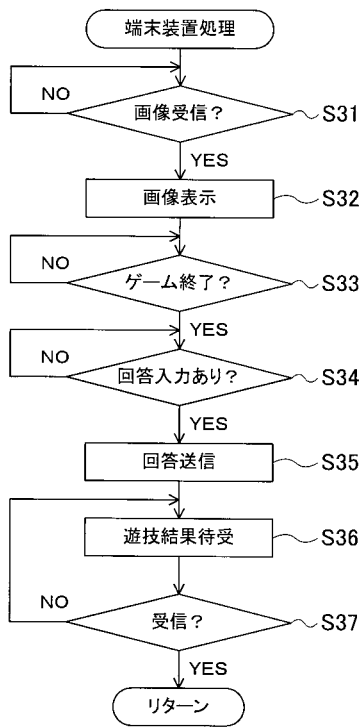 端末装置処理
NO
画像受信？
S31
YES
画像表示
S32
NO
ゲーム終了？
S33
YES
NO
回答入力あり？
S34
YES
回答送信
S35
遊技結果待受
S36
NO
受信？
S37
YES
リターン